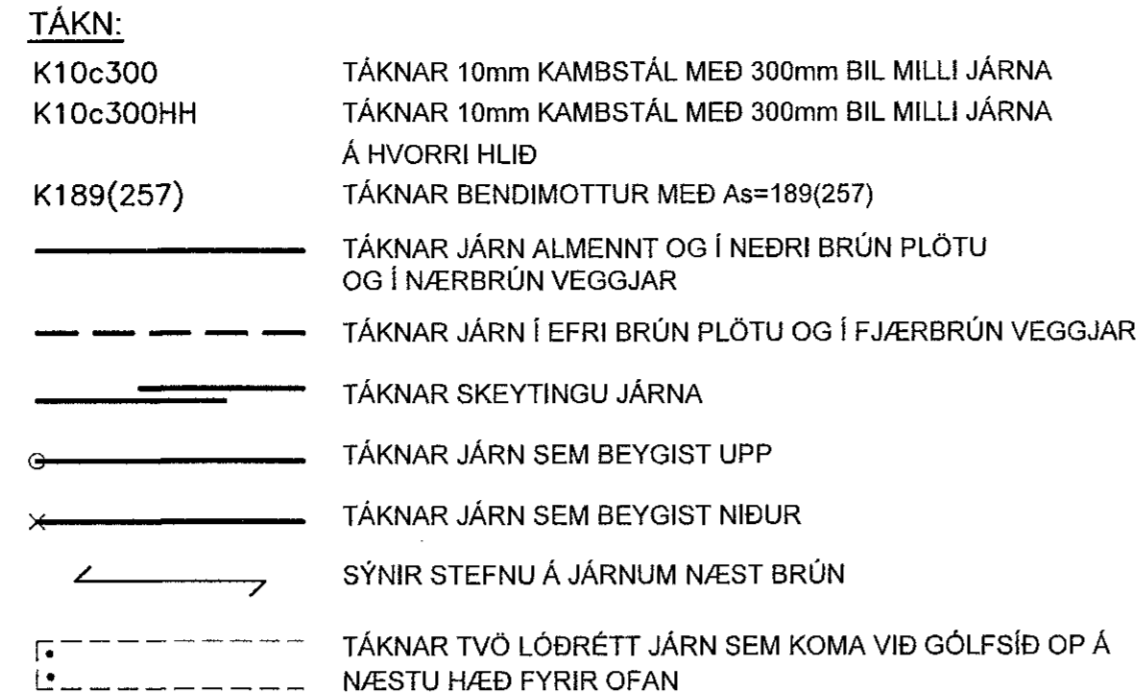 TÁKN:
K10c300 TÁKNAR 10mm KAMBSTÁL MEÐ 300mm BIL MILLI JÁRNA
K10c300HH TÁKNAR 10mm KAMBSTÁL MEÐ 300mm BIL MILLI JÁRNA
Á HVORRI HLIÐ
K189(257) TÁKNAR BENDIMOTTUR MEÐ As=189(257)
TÁKNAR JÁRN ALMENNT OG Í NEÐRI BRÚN PLÖTU
OG Í NÆRBRÚN VEGGJAR
TÁKNAR JÁRN Í EFRI BRÚN PLÖTU OG Í FJÆRBRÚN VEGGJAR
TÁKNAR SKEYTINGU JÁRNA
TÁKNAR JÁRN SEM BEYGIST UPP
TÁKNAR JÁRN SEM BEYGIST NIÐUR
SÝNIR STEFNU Á JÁRNUM NÆST BRÚN
TÁKNAR TVÖ LÓÐRÉTT JÁRN SEM KOMA VIÐ GÓLFSÍÐ OP Á
NÆSTU HÆÐ FYRIR OFAN